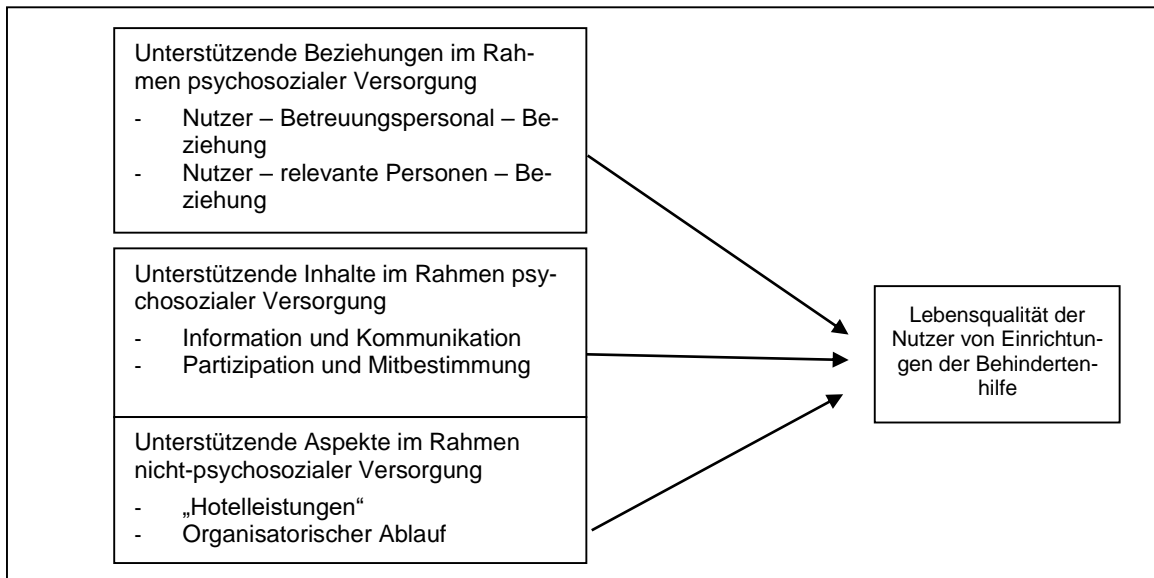 Unterstützende Beziehungen im Rah-
men psychosozialer Versorgung
- Nutzer – Betreuungspersonal – Be-
ziehung
- Nutzer – relevante Personen – Be-
ziehung
Unterstützende Inhalte im Rahmen psy-
chosozialer Versorgung
- Information und Kommunikation
- Partizipation und Mitbestimmung
Unterstützende Aspekte im Rahmen
nicht-psychosozialer Versorgung
- „Hotelleistungen“
- Organisatorischer Ablauf
Lebensqualität der
Nutzer von Einrichtun-
gen der Behinderten-
hilfe